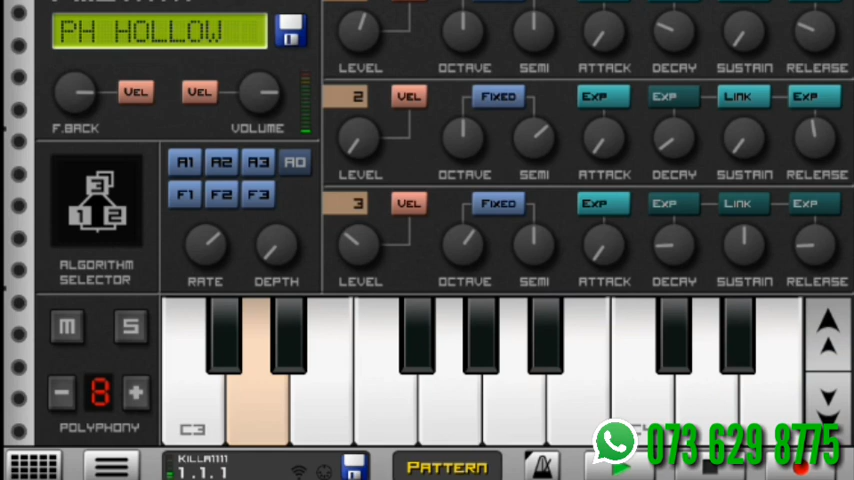 PH HOLLOW
LEVEL OCTAVE SEMI ATTACK DECAY SUSTAIN RELEASE
VEL VEL
F.BACK VOLUME
2 VEL FIXED EXP EXP LINK EXP
LEVEL OCTAVE SEMI ATTACK DECAY SUSTAIN RELEASE
3
1 2
A1 A2 A3 AO
F1 F2 F3
3 VEL FIXED EXP EXP LINK EXP
ALGORITHM
SELECTOR
RATE DEPTH
LEVEL OCTAVE SEMI ATTACK DECAY SUSTAIN RELEASE
M S
- 8 +
POLYPHONY
C3
KILLA1111
1.1.1
PATTERN
073 629 8775